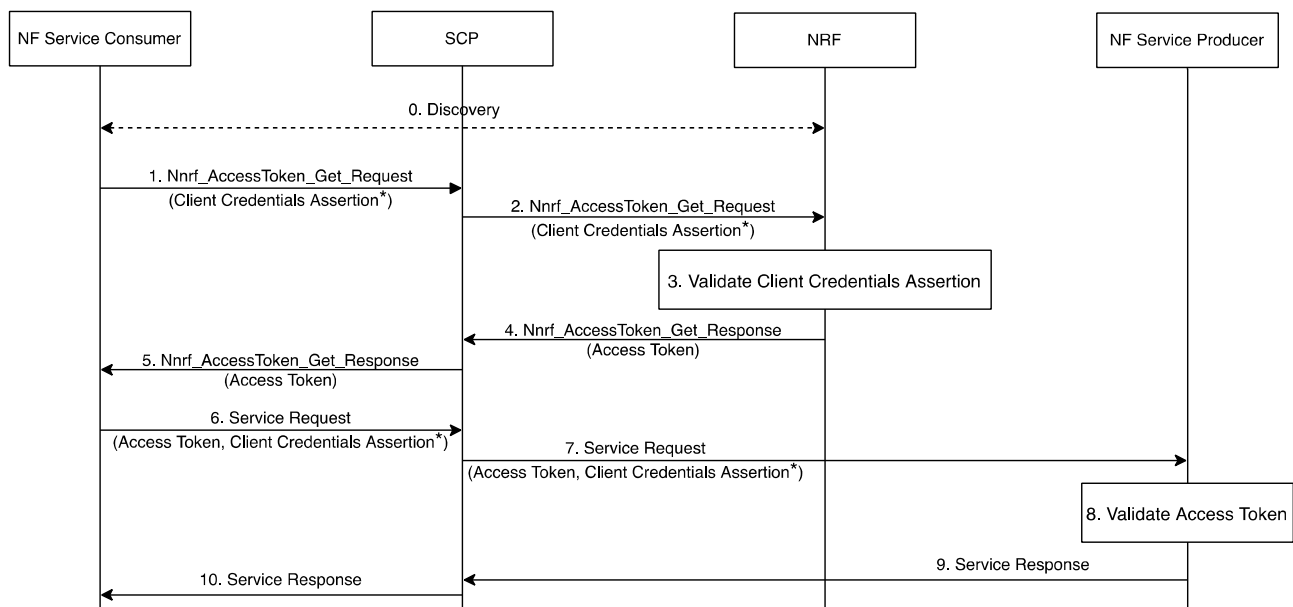 NF Service Consumer
SCP
NRF
NF Service Producer
0. Discovery
1. Nnrf_AccessToken_Get_Request
(Client Credentials Assertion*)
2. Nnrf_AccessToken_Get_Request
(Client Credentials Assertion*)
3. Validate Client Credentials Assertion
4. Nnrf_AccessToken_Get_Response
(Access Token)
5. Nnrf_AccessToken_Get_Response
(Access Token)
6. Service Request
(Access Token, Client Credentials Assertion*)
7. Service Request
(Access Token, Client Credentials Assertion*)
8. Validate Access Token
9. Service Response
10. Service Response